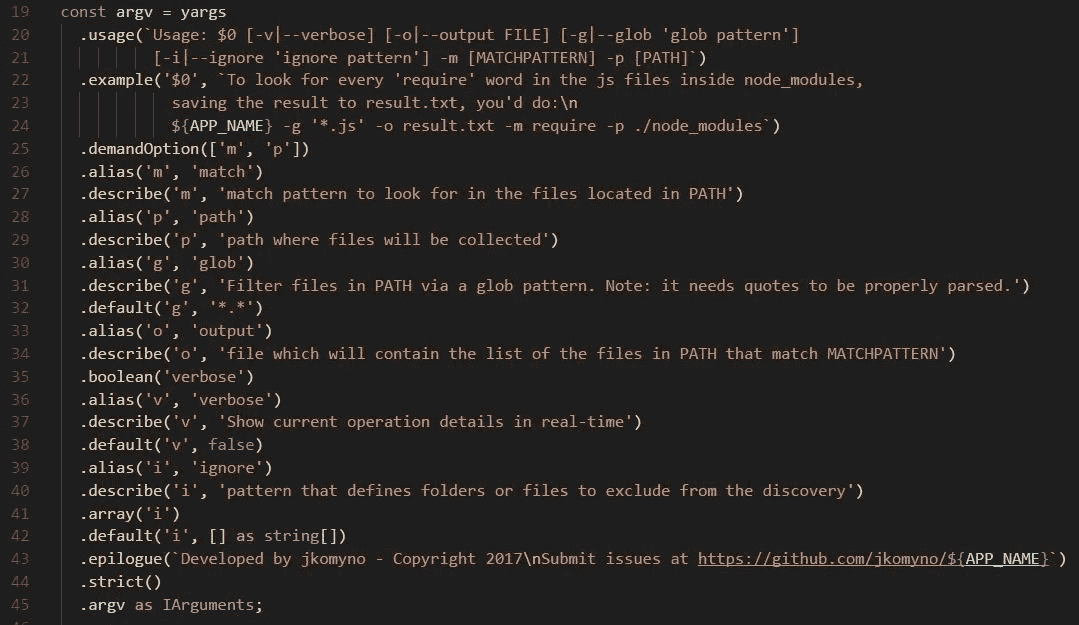 19 const argv = yargs
20 .usage(`Usage: $0 [-v|--verbose] [-o|--output FILE] [-g|--glob 'glob pattern']
21 [-i|--ignore 'ignore pattern'] -m [MATCHPATTERN] -p [PATH]`)
22 .example('$0', `To look for every 'require' word in the js files inside node_modules,
23 saving the result to result.txt, you'd do:\n
24 ${APP_NAME} -g '*.js' -o result.txt -m require -p ./node_modules`)
25 .demandOption(['m', 'p'])
26 .alias('m', 'match')
27 .describe('m', 'match pattern to look for in the files located in PATH')
28 .alias('p', 'path')
29 .describe('p', 'path where files will be collected')
30 .alias('g', 'glob')
31 .describe('g', 'Filter files in PATH via a glob pattern. Note: it needs quotes to be properly parsed.')
32 .default('g', '*.*')
33 .alias('o', 'output')
34 .describe('o', 'file which will contain the list of the files in PATH that match MATCHPATTERN')
35 .boolean('verbose')
36 .alias('v', 'verbose')
37 .describe('v', 'Show current operation details in real-time')
38 .default('v', false)
39 .alias('i', 'ignore')
40 .describe('i', 'pattern that defines folders or files to exclude from the discovery')
41 .array('i')
42 .default('i', [] as string[])
43 .epilogue(`Developed by jkomyno - Copyright 2017\nSubmit issues at https://github.com/jkomyno/${APP_NAME}`)
44 .strict()
45 .argv as IArguments;